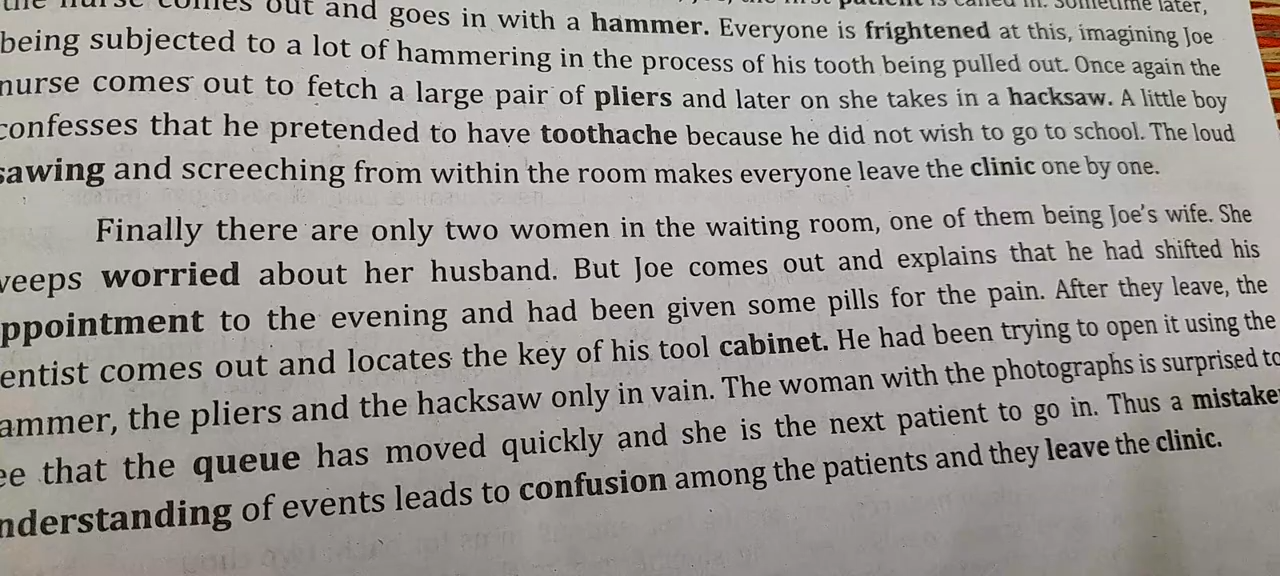 the nurse comes out and goes in with a hammer. Everyone is frightened at this, imagining Joe
being subjected to a lot of hammering in the process of his tooth being pulled out. Once again the
nurse comes out to fetch a large pair of pliers and later on she takes in a hacksaw. A little boy
confesses that he pretended to have toothache because he did not wish to go to school. The loud
sawing and screeching from within the room makes everyone leave the clinic one by one.
Finally there are only two women in the waiting room, one of them being Joe's wife. She
weeps worried about her husband. But Joe comes out and explains that he had shifted his
ppointment to the evening and had been given some pills for the pain. After they leave, the
entist comes out and locates the key of his tool cabinet. He had been trying to open it using the
ammer, the pliers and the hacksaw only in vain. The woman with the photographs is surprised to
ee that the queue has moved quickly and she is the next patient to go in. Thus a mistake
nderstanding of events leads to confusion among the patients and they leave the clinic.